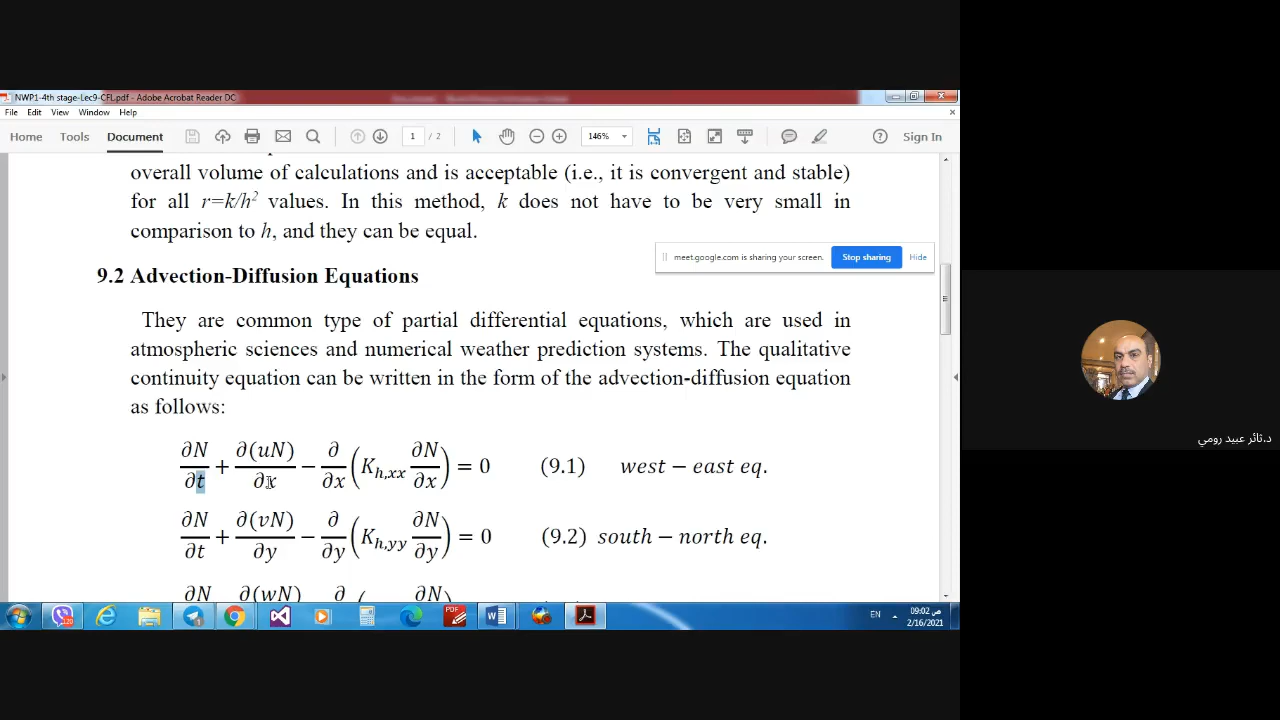 NWP1-4th stage-Lec9-CFL.pdf - Adobe Acrobat Reader DC
File Edit View Window Help
Home Tools Document 1 / 2 146% Sign In
overall volume of calculations and is acceptable (i.e., it is convergent and stable)
for all r=k/h² values. In this method, k does not have to be very small in
comparison to h, and they can be equal.
meet.google.com is sharing your screen. Stop sharing Hide
9.2 Advection-Diffusion Equations
They are common type of partial differential equations, which are used in
atmospheric sciences and numerical weather prediction systems. The qualitative
continuity equation can be written in the form of the advection-diffusion equation
as follows:
∂N/∂t + ∂(uN)/∂x − ∂/∂x (K_{h,xx} ∂N/∂x) = 0 (9.1) west − east eq.
∂N/∂t + ∂(vN)/∂y − ∂/∂y (K_{h,yy} ∂N/∂y) = 0 (9.2) south − north eq.
∂N ∂(wN) ∂ ∂N
د.ثائر عبيد رومي
120 PDF W EN 09:02 ص
2/16/2021